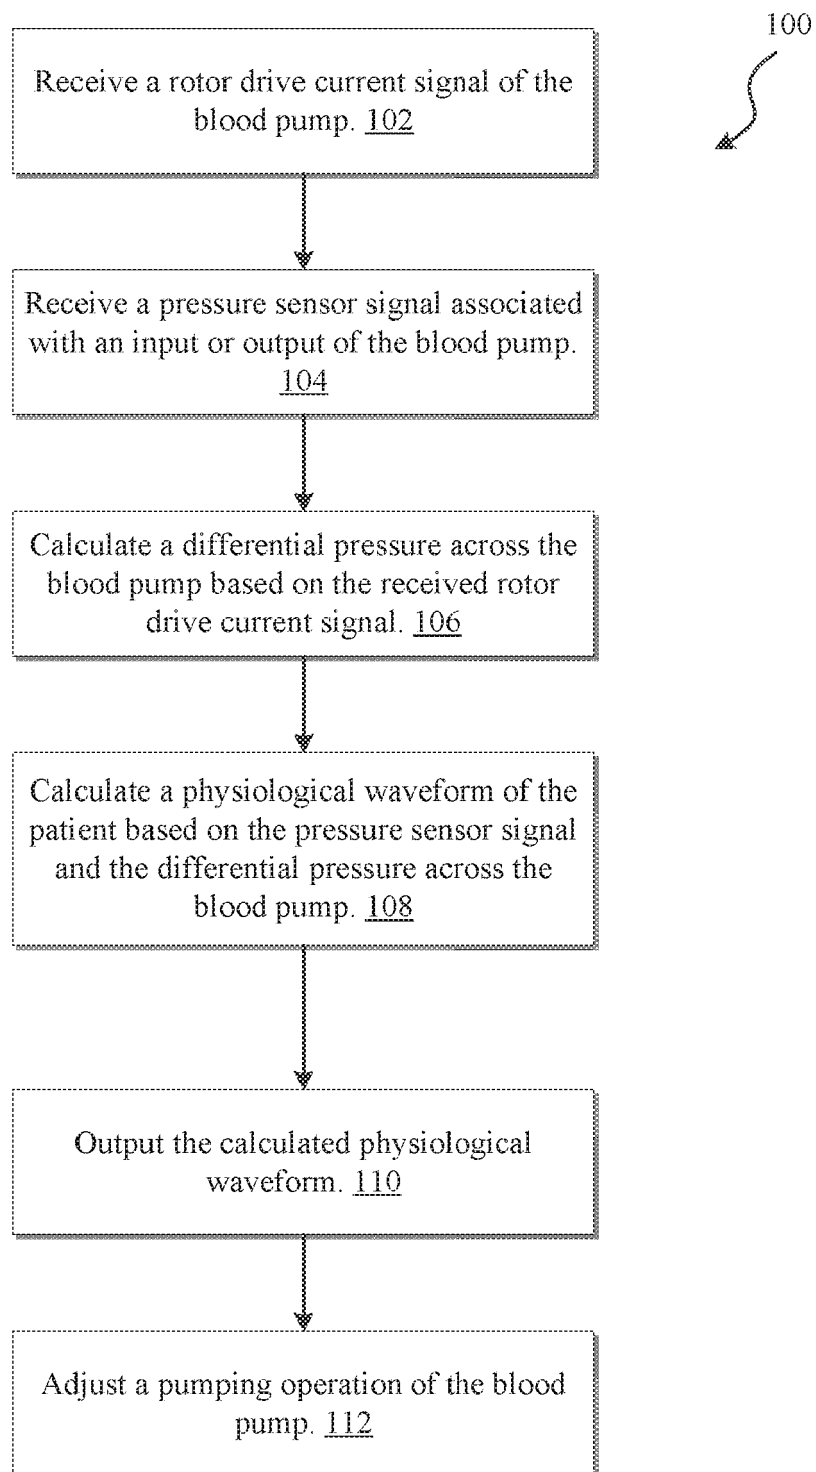 100
Receive a rotor drive current signal of the
blood pump. 102
Receive a pressure sensor signal associated
with an input or output of the blood pump.
104
Calculate a differential pressure across the
blood pump based on the received rotor
drive current signal. 106
Calculate a physiological waveform of the
patient based on the pressure sensor signal
and the differential pressure across the
blood pump. 108
Output the calculated physiological
waveform. 110
Adjust a pumping operation of the blood
pump. 112